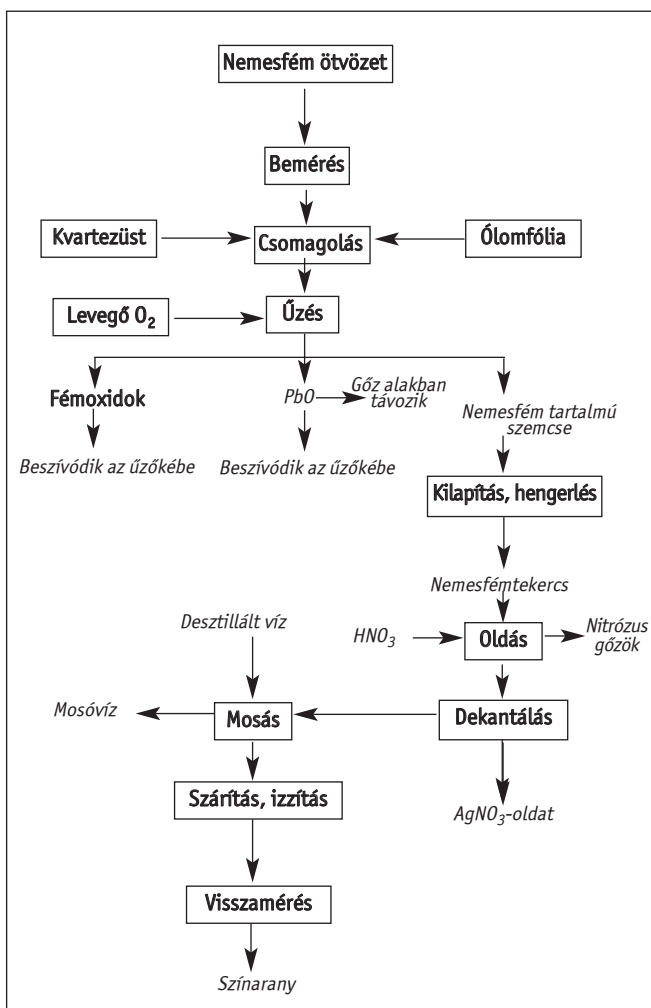 Nemesfém ötvözet
Bemérés
Kvartezüst
Csomagolás
Ólomfólia
Levegő O₂
Űzés
Fémoxidok
PbO
Gőz alakban
távozik
Nemesfém tartalmú
szemcse
Beszívódik az űzőkébe
Beszívódik az űzőkébe
Kilapítás, hengerlés
Nemesfémtekercs
Desztillált víz
HNO₃
Oldás
Nitrózus
gőzök
Mosóvíz
Mosás
Dekantálás
Szárítás, izzítás
AgNO₃-oldat
Visszamérés
Színarany